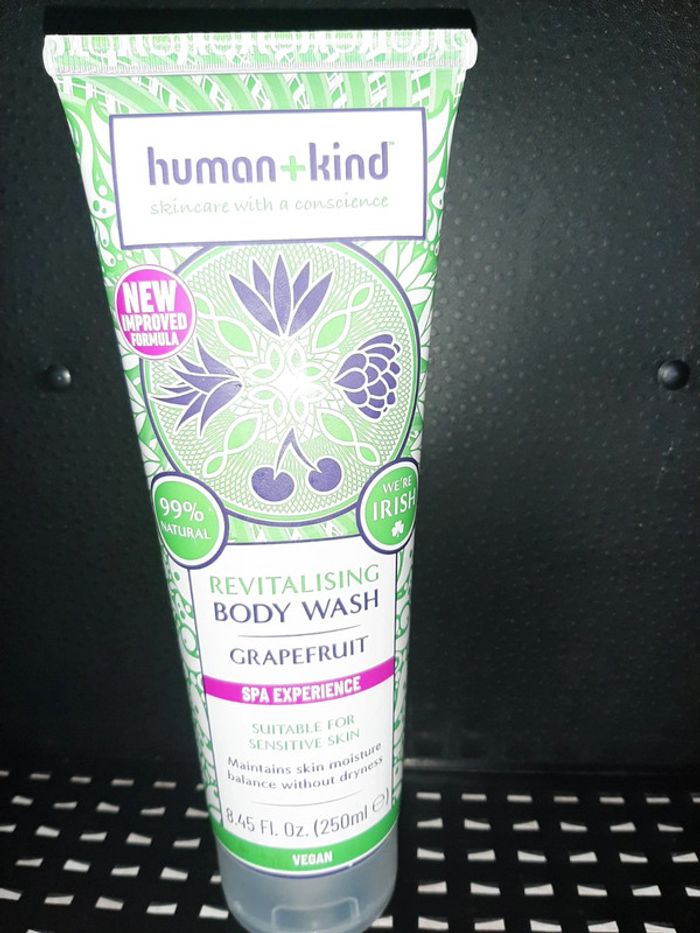 human+kind™
skincare with a conscience
NEW
IMPROVED
FORMULA
99%
NATURAL
WE'RE
IRISH
REVITALISING
BODY WASH
GRAPEFRUIT
SPA EXPERIENCE
SUITABLE FOR
SENSITIVE SKIN
Maintains skin moisture
balance without dryness
8.45 Fl. Oz. (250ml ℮)
VEGAN